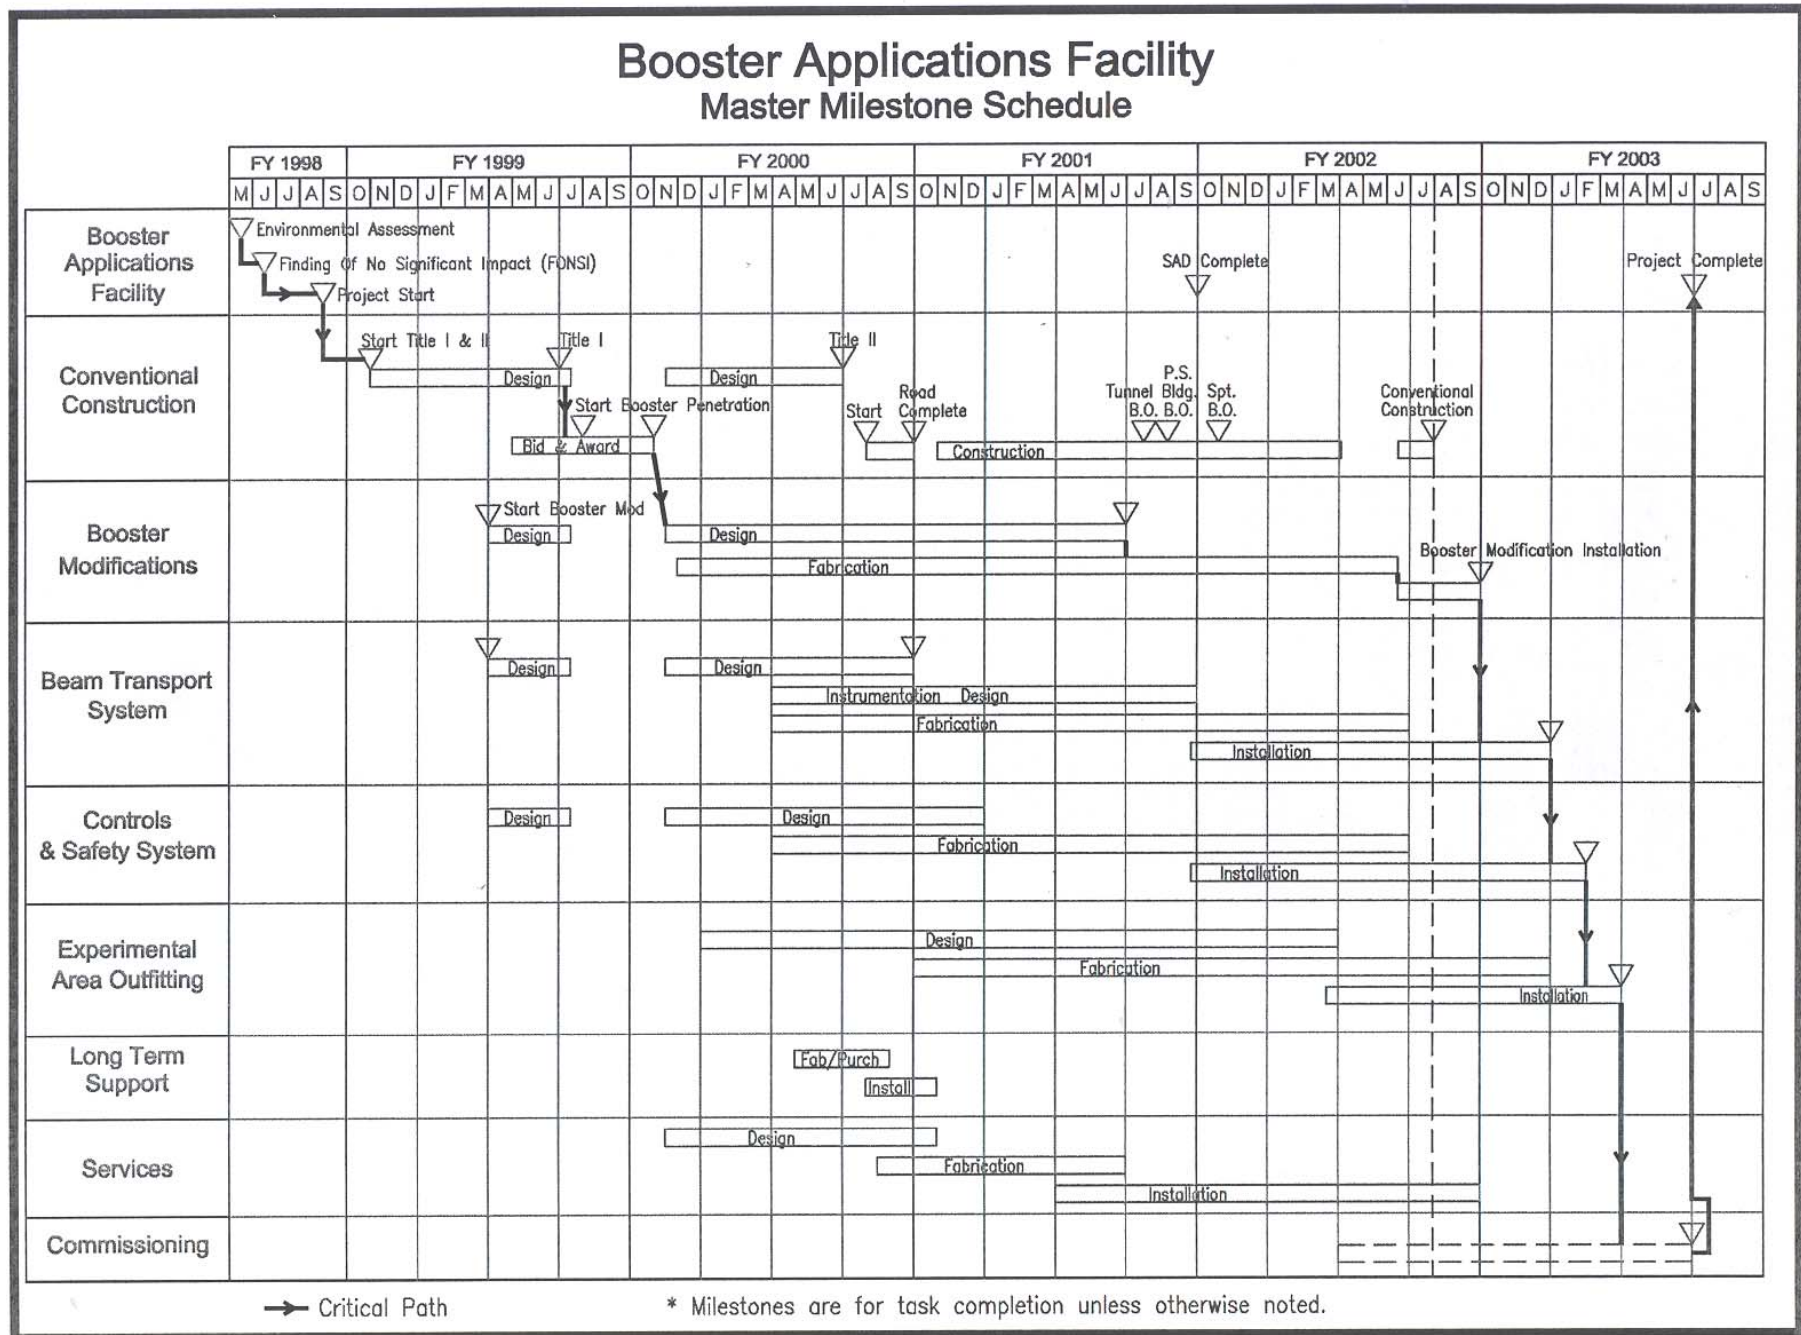 Booster Applications Facility
Master Milestone Schedule
FY 1998 FY 1999 FY 2000 FY 2001 FY 2002 FY 2003
M J J A S O N D J F M A M J J A S O N D J F M A M J J A S O N D J F M A M J J A S O N D J F M A M J J A S O N D J F M A M J J A S
Booster
Applications
Facility
Environmental Assessment
Finding Of No Significant Impact (FONSI)
Project Start
SAD Complete
Project Complete
Conventional
Construction
Start Title I & II
Title I
Title II
Design
Design
Start Booster Penetration
Bid & Award
Start
Road
Complete
Construction
P.S.
Tunnel Bldg. Spt.
B.O. B.O. B.O.
Conventional
Construction
Booster
Modifications
Start Booster Mod
Design
Design
Fabrication
Booster Modification Installation
Beam Transport
System
Design
Design
Instrumentation Design
Fabrication
Installation
Controls
& Safety System
Design
Design
Fabrication
Installation
Experimental
Area Outfitting
Design
Fabrication
Installation
Long Term
Support
Fab/Purch
Install
Services
Design
Fabrication
Installation
Commissioning
Critical Path
* Milestones are for task completion unless otherwise noted.